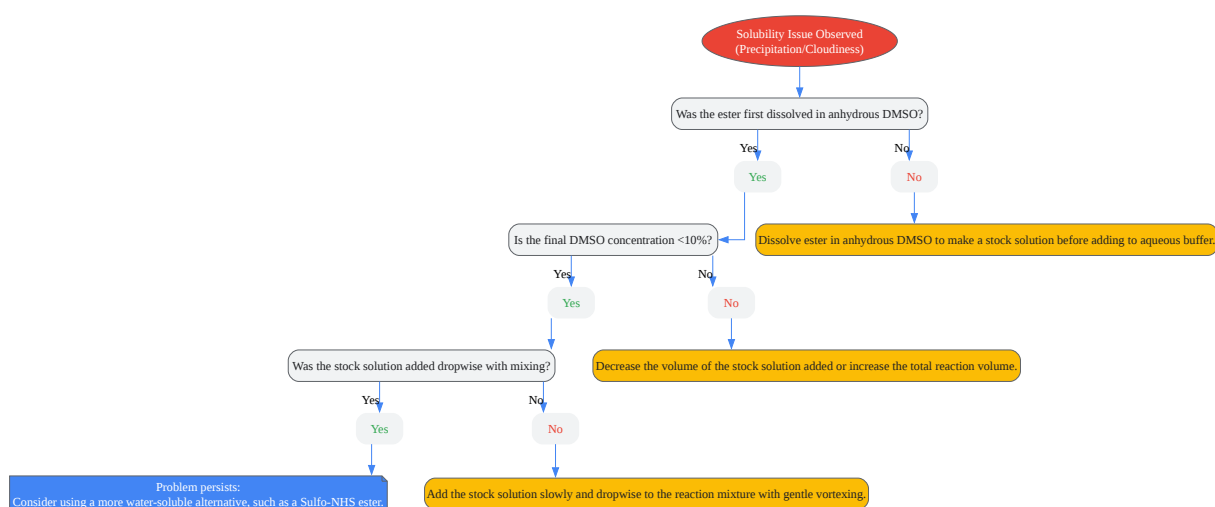 Solubility Issue Observed
(Precipitation/Cloudiness)
Was the ester first dissolved in anhydrous DMSO?
Yes
No
Yes
No
Is the final DMSO concentration <10%?
Dissolve ester in anhydrous DMSO to make a stock solution before adding to aqueous buffer.
Yes
No
Yes
No
Was the stock solution added dropwise with mixing?
Decrease the volume of the stock solution added or increase the total reaction volume.
Yes
No
Yes
No
Problem persists:
Consider using a more water-soluble alternative, such as a Sulfo-NHS ester.
Add the stock solution slowly and dropwise to the reaction mixture with gentle vortexing.